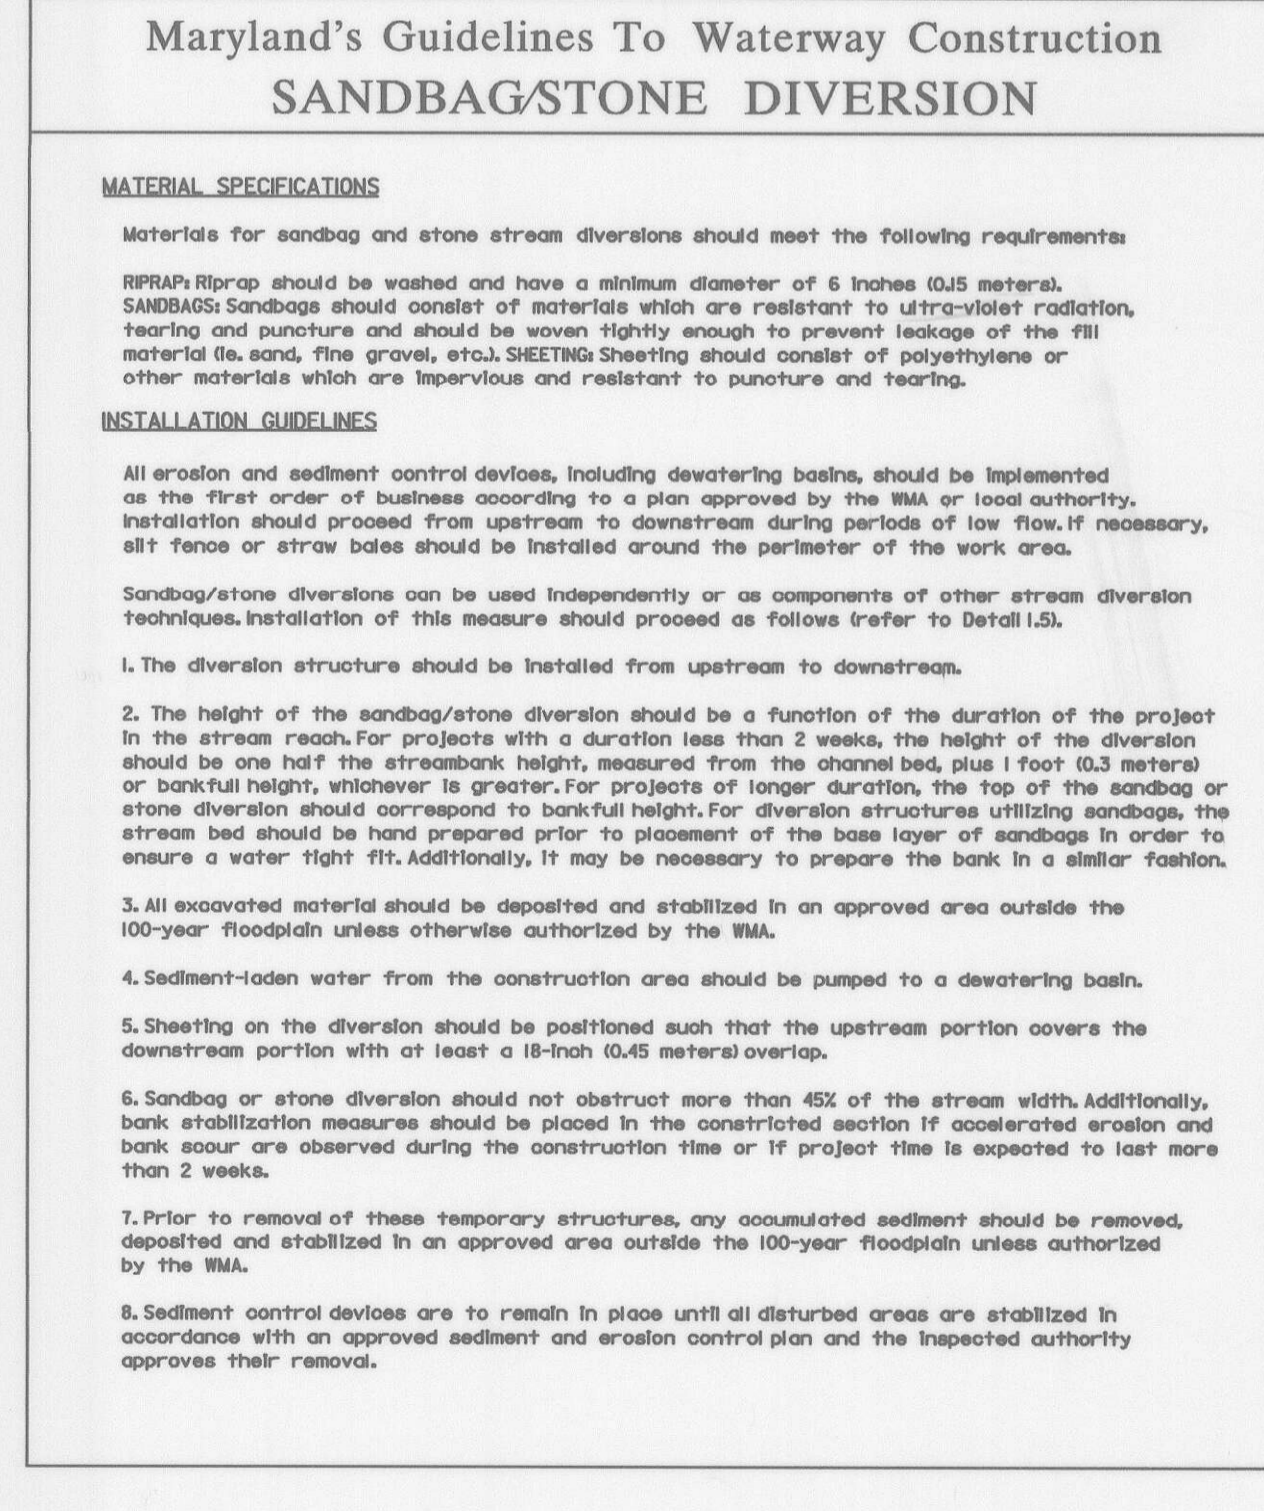 Maryland's Guidelines To Waterway Construction
SANDBAG/STONE DIVERSION
MATERIAL SPECIFICATIONS
Materials for sandbag and stone stream diversions should meet the following requirements:
RIPRAP: Riprap should be washed and have a minimum diameter of 6 inches (0.15 meters).
SANDBAGS: Sandbags should consist of materials which are resistant to ultra-violet radiation,
tearing and puncture and should be woven tightly enough to prevent leakage of the fill
material (ie. sand, fine gravel, etc.). SHEETING: Sheeting should consist of polyethylene or
other materials which are impervious and resistant to puncture and tearing.
INSTALLATION GUIDELINES
All erosion and sediment control devices, including dewatering basins, should be implemented
as the first order of business according to a plan approved by the WMA or local authority.
Installation should proceed from upstream to downstream during periods of low flow. If necessary,
silt fence or straw bales should be installed around the perimeter of the work area.
Sandbag/stone diversions can be used independently or as components of other stream diversion
techniques. Installation of this measure should proceed as follows (refer to Detail 1.5).
1. The diversion structure should be installed from upstream to downstream.
2. The height of the sandbag/stone diversion should be a function of the duration of the project
in the stream reach. For projects with a duration less than 2 weeks, the height of the diversion
should be one half the streambank height, measured from the channel bed, plus 1 foot (0.3 meters)
or bankfull height, whichever is greater. For projects of longer duration, the top of the sandbag or
stone diversion should correspond to bankfull height. For diversion structures utilizing sandbags, the
stream bed should be hand prepared prior to placement of the base layer of sandbags in order to
ensure a water tight fit. Additionally, it may be necessary to prepare the bank in a similar fashion.
3. All excavated material should be deposited and stabilized in an approved area outside the
100-year floodplain unless otherwise authorized by the WMA.
4. Sediment-laden water from the construction area should be pumped to a dewatering basin.
5. Sheeting on the diversion should be positioned such that the upstream portion covers the
downstream portion with at least a 18-inch (0.45 meters) overlap.
6. Sandbag or stone diversion should not obstruct more than 45% of the stream width. Additionally,
bank stabilization measures should be placed in the constricted section if accelerated erosion and
bank scour are observed during the construction time or if project time is expected to last more
than 2 weeks.
7. Prior to removal of these temporary structures, any accumulated sediment should be removed,
deposited and stabilized in an approved area outside the 100-year floodplain unless authorized
by the WMA.
8. Sediment control devices are to remain in place until all disturbed areas are stabilized in
accordance with an approved sediment and erosion control plan and the inspected authority
approves their removal.